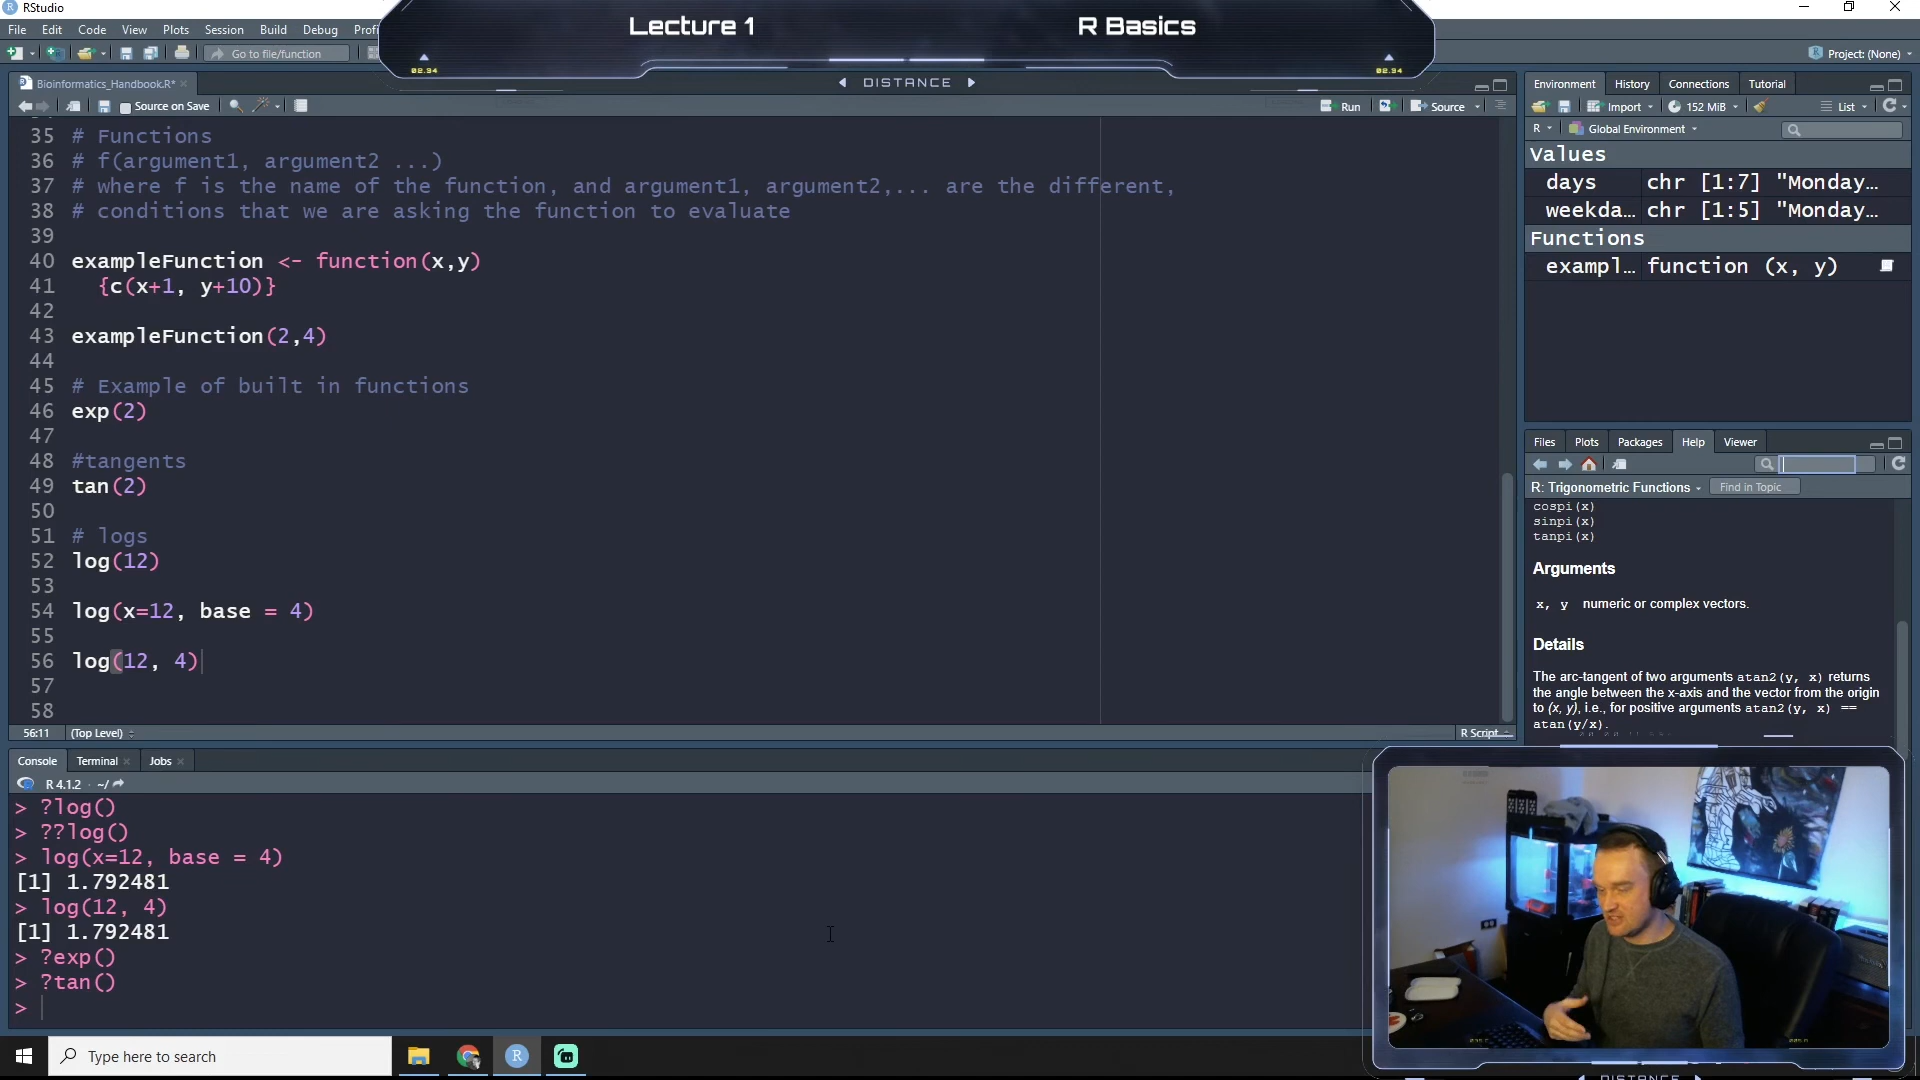 RStudio
File Edit Code View Plots Session Build Debug Profi
Lecture 1 R Basics
Go to file/function
Project: (None)
02.94 02.94
DISTANCE
Bioinformatics_Handbook.R*
Source on Save
Run Source
35 # Functions
36 # f(argument1, argument2 ...)
37 # where f is the name of the function, and argument1, argument2,... are the different,
38 # conditions that we are asking the function to evaluate
39
40 exampleFunction <- function(x,y)
41 {c(x+1, y+10)}
42
43 exampleFunction(2,4)
44
45 # Example of built in functions
46 exp(2)
47
48 #tangents
49 tan(2)
50
51 # logs
52 log(12)
53
54 log(x=12, base = 4)
55
56 log(12, 4)
57
58
56:11 (Top Level) R Script
Console Terminal Jobs
R 4.1.2 · ~/
> ?log()
> ??log()
> log(x=12, base = 4)
[1] 1.792481
> log(12, 4)
[1] 1.792481
> ?exp()
> ?tan()
>
Environment History Connections Tutorial
Import 152 MiB List
R Global Environment
Values
days chr [1:7] "Monday…
weekda… chr [1:5] "Monday…
Functions
exampl… function (x, y)
Files Plots Packages Help Viewer
R: Trigonometric Functions Find in Topic
cospi(x)
sinpi(x)
tanpi(x)
Arguments
x, y numeric or complex vectors.
Details
The arc-tangent of two arguments atan2(y, x) returns
the angle between the x-axis and the vector from the origin
to (x, y), i.e., for positive arguments atan2(y, x) ==
atan(y/x).
Type here to search
DISTANCE